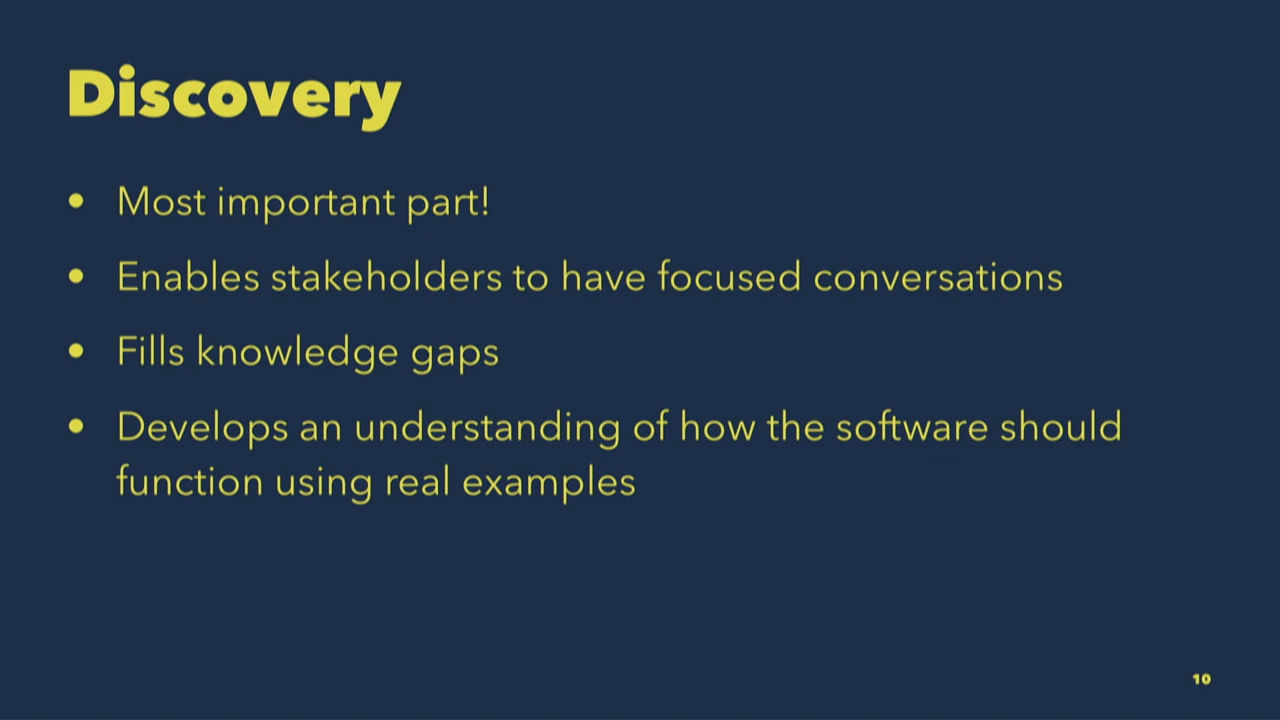 Discovery
• Most important part!
• Enables stakeholders to have focused conversations
• Fills knowledge gaps
• Develops an understanding of how the software should
function using real examples
10